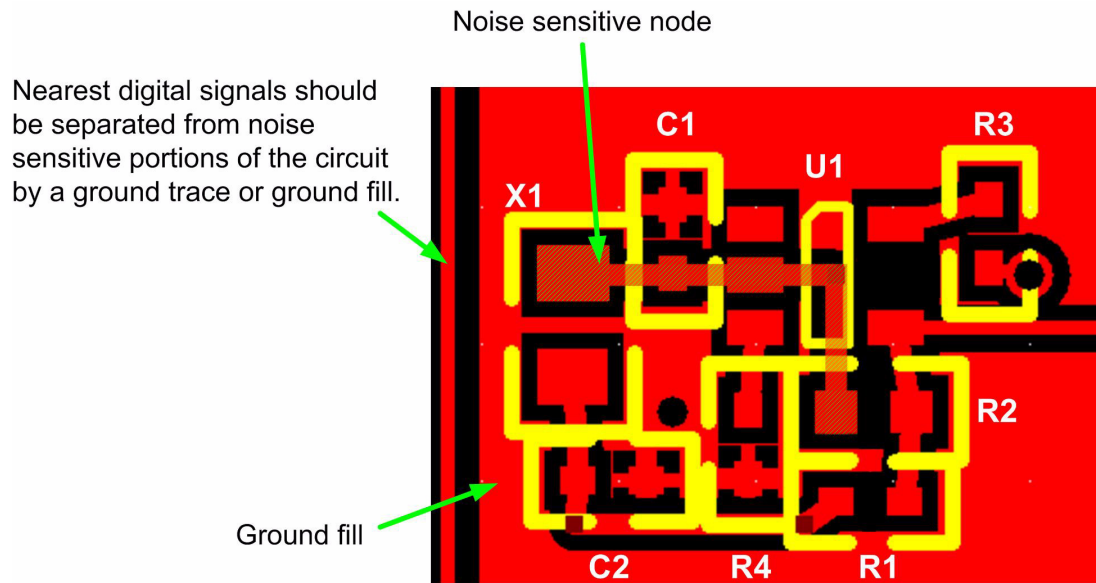 Noise sensitive node
Nearest digital signals should
be separated from noise
sensitive portions of the circuit
by a ground trace or ground fill.
C1
R3
U1
X1
R2
Ground fill
C2
R4
R1